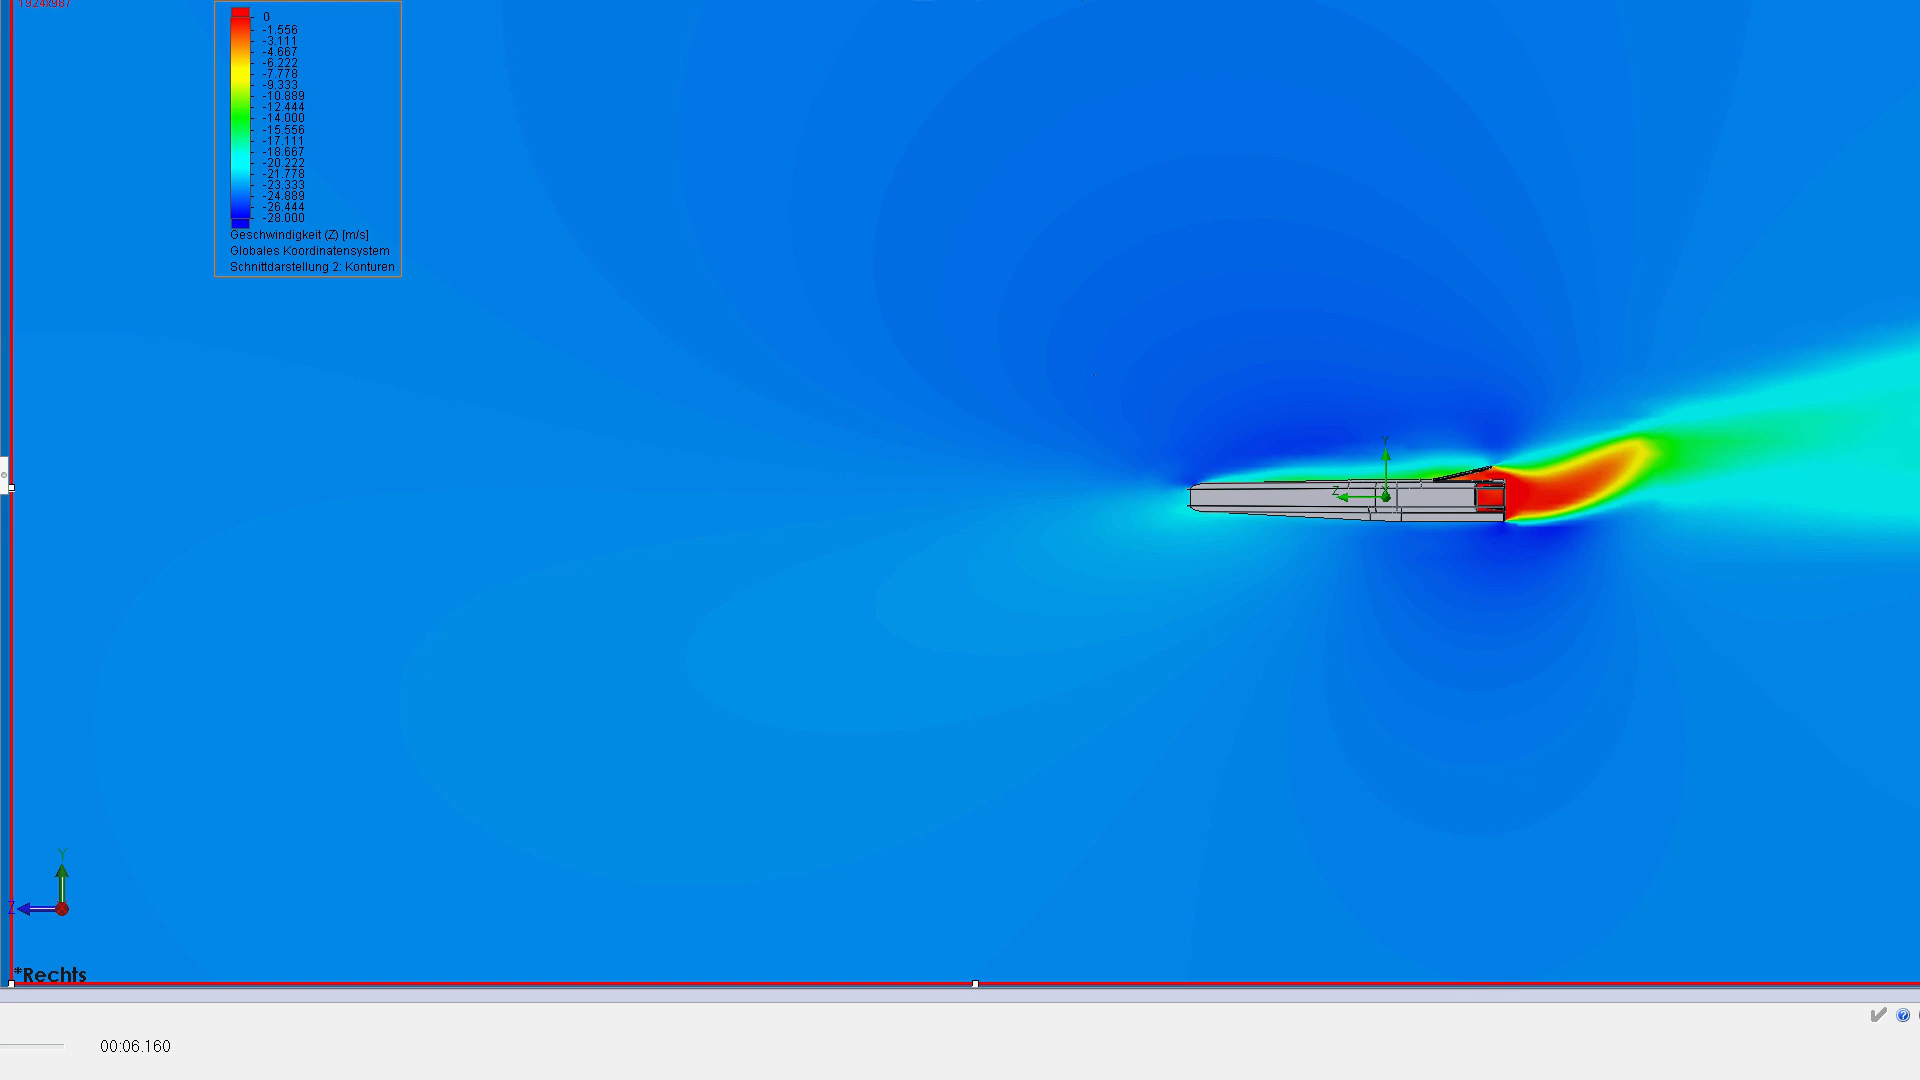 1924x987
0
-1.556
-3.111
-4.667
-6.222
-7.778
-9.333
-10.889
-12.444
-14.000
-15.556
-17.111
-18.667
-20.222
-21.778
-23.333
-24.889
-26.444
-28.000
Geschwindigkeit (Z) [m/s]
Globales Koordinatensystem
Schnittdarstellung 2: Konturen
Y
Z
Y
Z
*Rechts
00:06.160